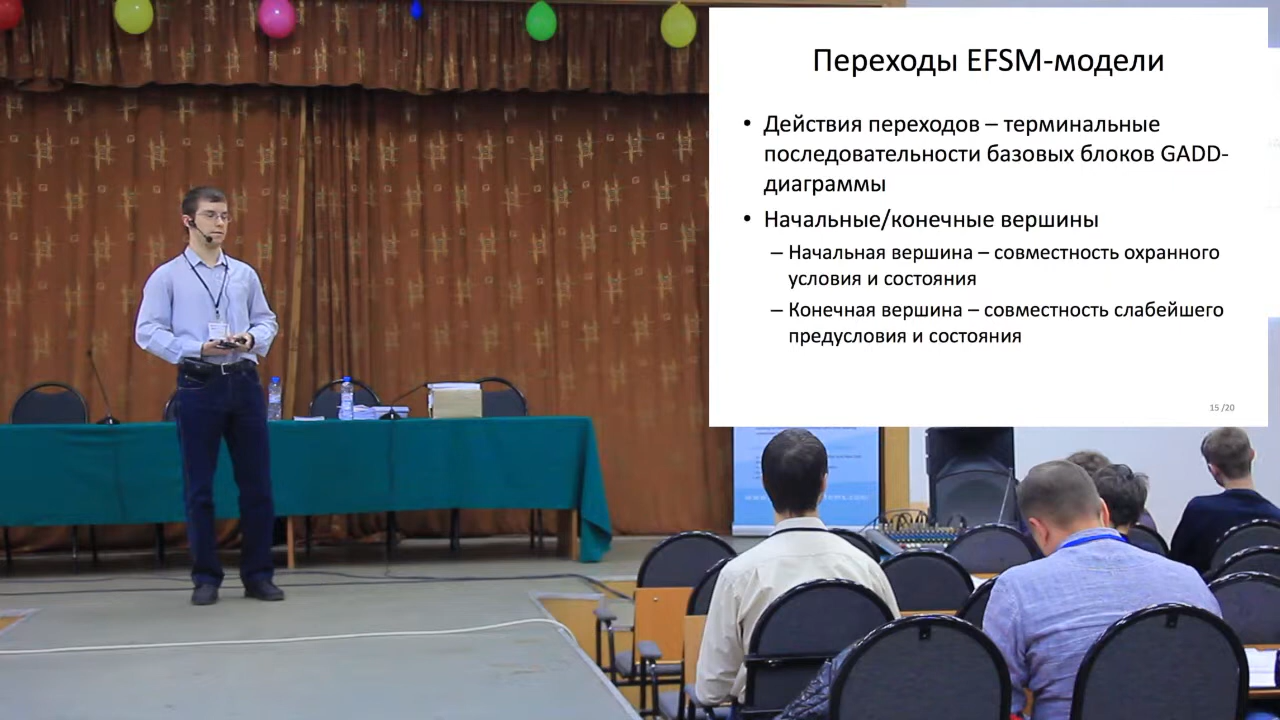 Переходы EFSM-модели
• Действия переходов – терминальные
последовательности базовых блоков GADD-
диаграммы
• Начальные/конечные вершины
– Начальная вершина – совместность охранного
условия и состояния
– Конечная вершина – совместность слабейшего
предусловия и состояния
15 /20